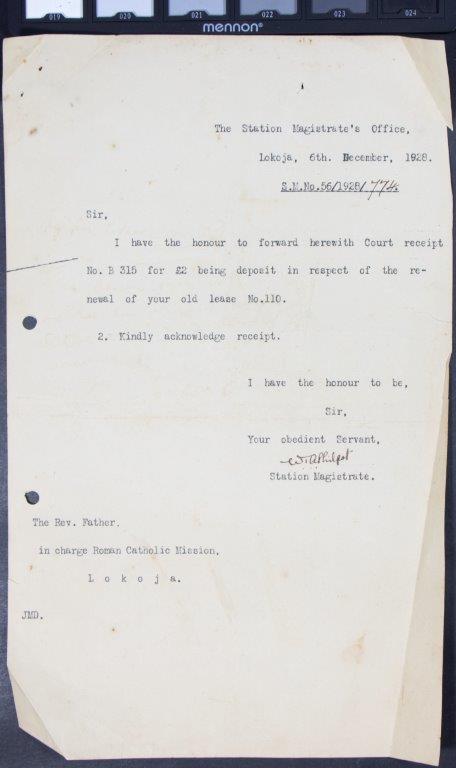 019 020 021 022 023 024
mennon
The Station Magistrate's Office,
Lokoja, 6th. December, 1928.
S.M.No.56/1928/774.
Sir,
I have the honour to forward herewith Court receipt
No. B 315 for £2 being deposit in respect of the re-
newal of your old lease No.110.
2. Kindly acknowledge receipt.
I have the honour to be,
Sir,
Your obedient Servant,
Station Magistrate.
The Rev. Father,
in charge Roman Catholic Mission,
L o k o j a.
JMD.